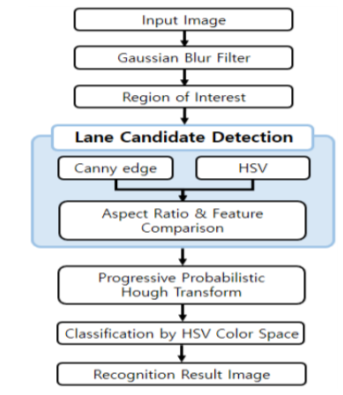 Input Image
Gaussian Blur Filter
Region of Interest
Lane Candidate Detection
Canny edge
HSV
Aspect Ratio & Feature
Comparison
Progressive Probabilistic
Hough Transform
Classification by HSV Color Space
Recognition Result Image